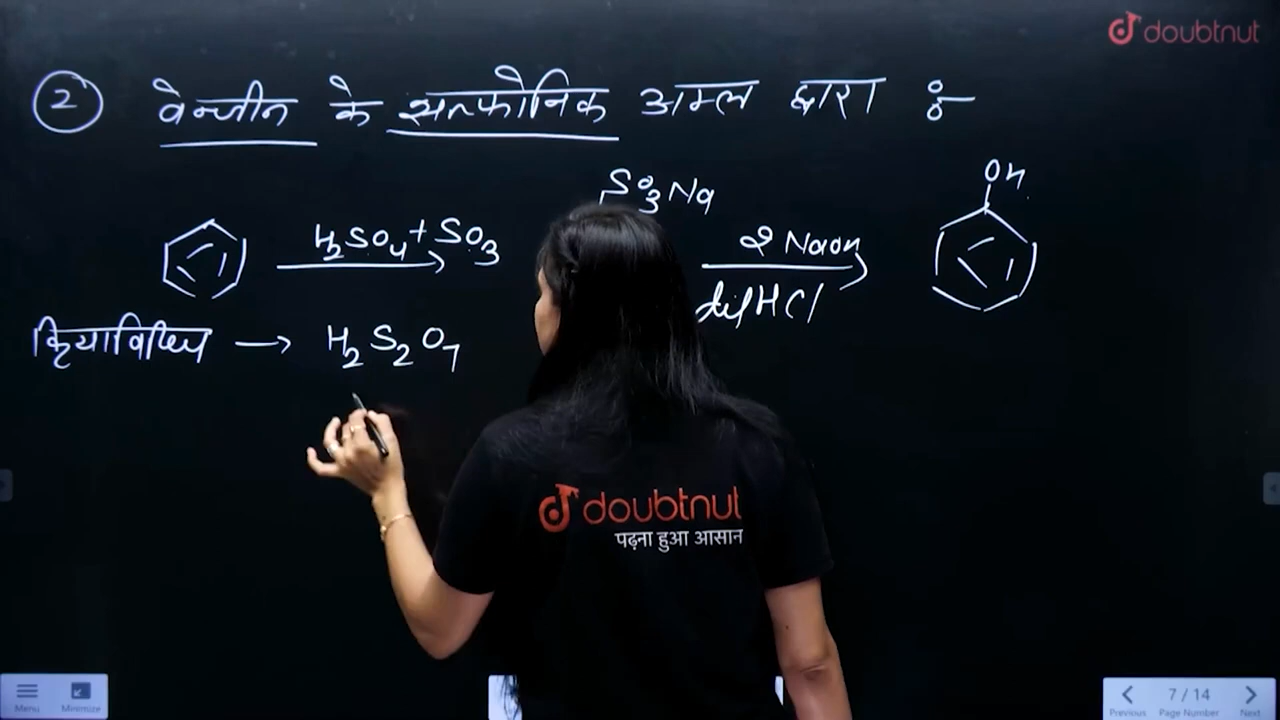 doubtnut
2 बेन्जीन के सल्फोनिक अम्ल द्वारा :-
SO3Na
OH
H2SO4 + SO3
2 NaOH
dil HCl
क्रियाविधि → H2S2O7
doubtnut
पढ़ना हुआ आसान
Menu Minimize
7 / 14
Previous Page Number Next